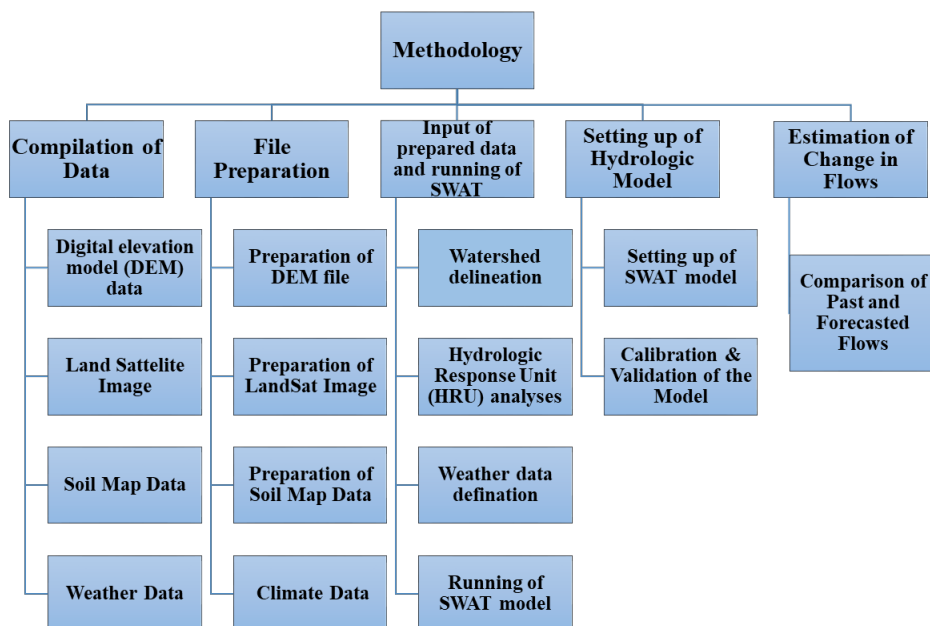 Methodology
Compilation of
Data
File
Preparation
Input of
prepared data
and running of
SWAT
Setting up of
Hydrologic
Model
Estimation of
Change in
Flows
Digital elevation
model (DEM)
data
Land Sattelite
Image
Soil Map Data
Weather Data
Preparation of
DEM file
Preparation of
LandSat Image
Preparation of
Soil Map Data
Climate Data
Watershed
delineation
Hydrologic
Response Unit
(HRU) analyses
Weather data
defination
Running of
SWAT model
Setting up of
SWAT model
Calibration &
Validation of the
Model
Comparison of
Past and
Forecasted
Flows